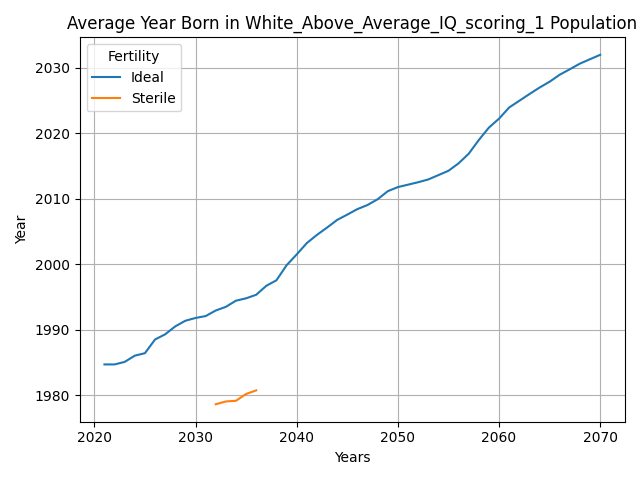 Average Year Born in White_Above_Average_IQ_scoring_1 Population
Fertility
Ideal
Sterile
Year
2030
2020
2010
2000
1990
1980
2020 2030 2040 2050 2060 2070
Years